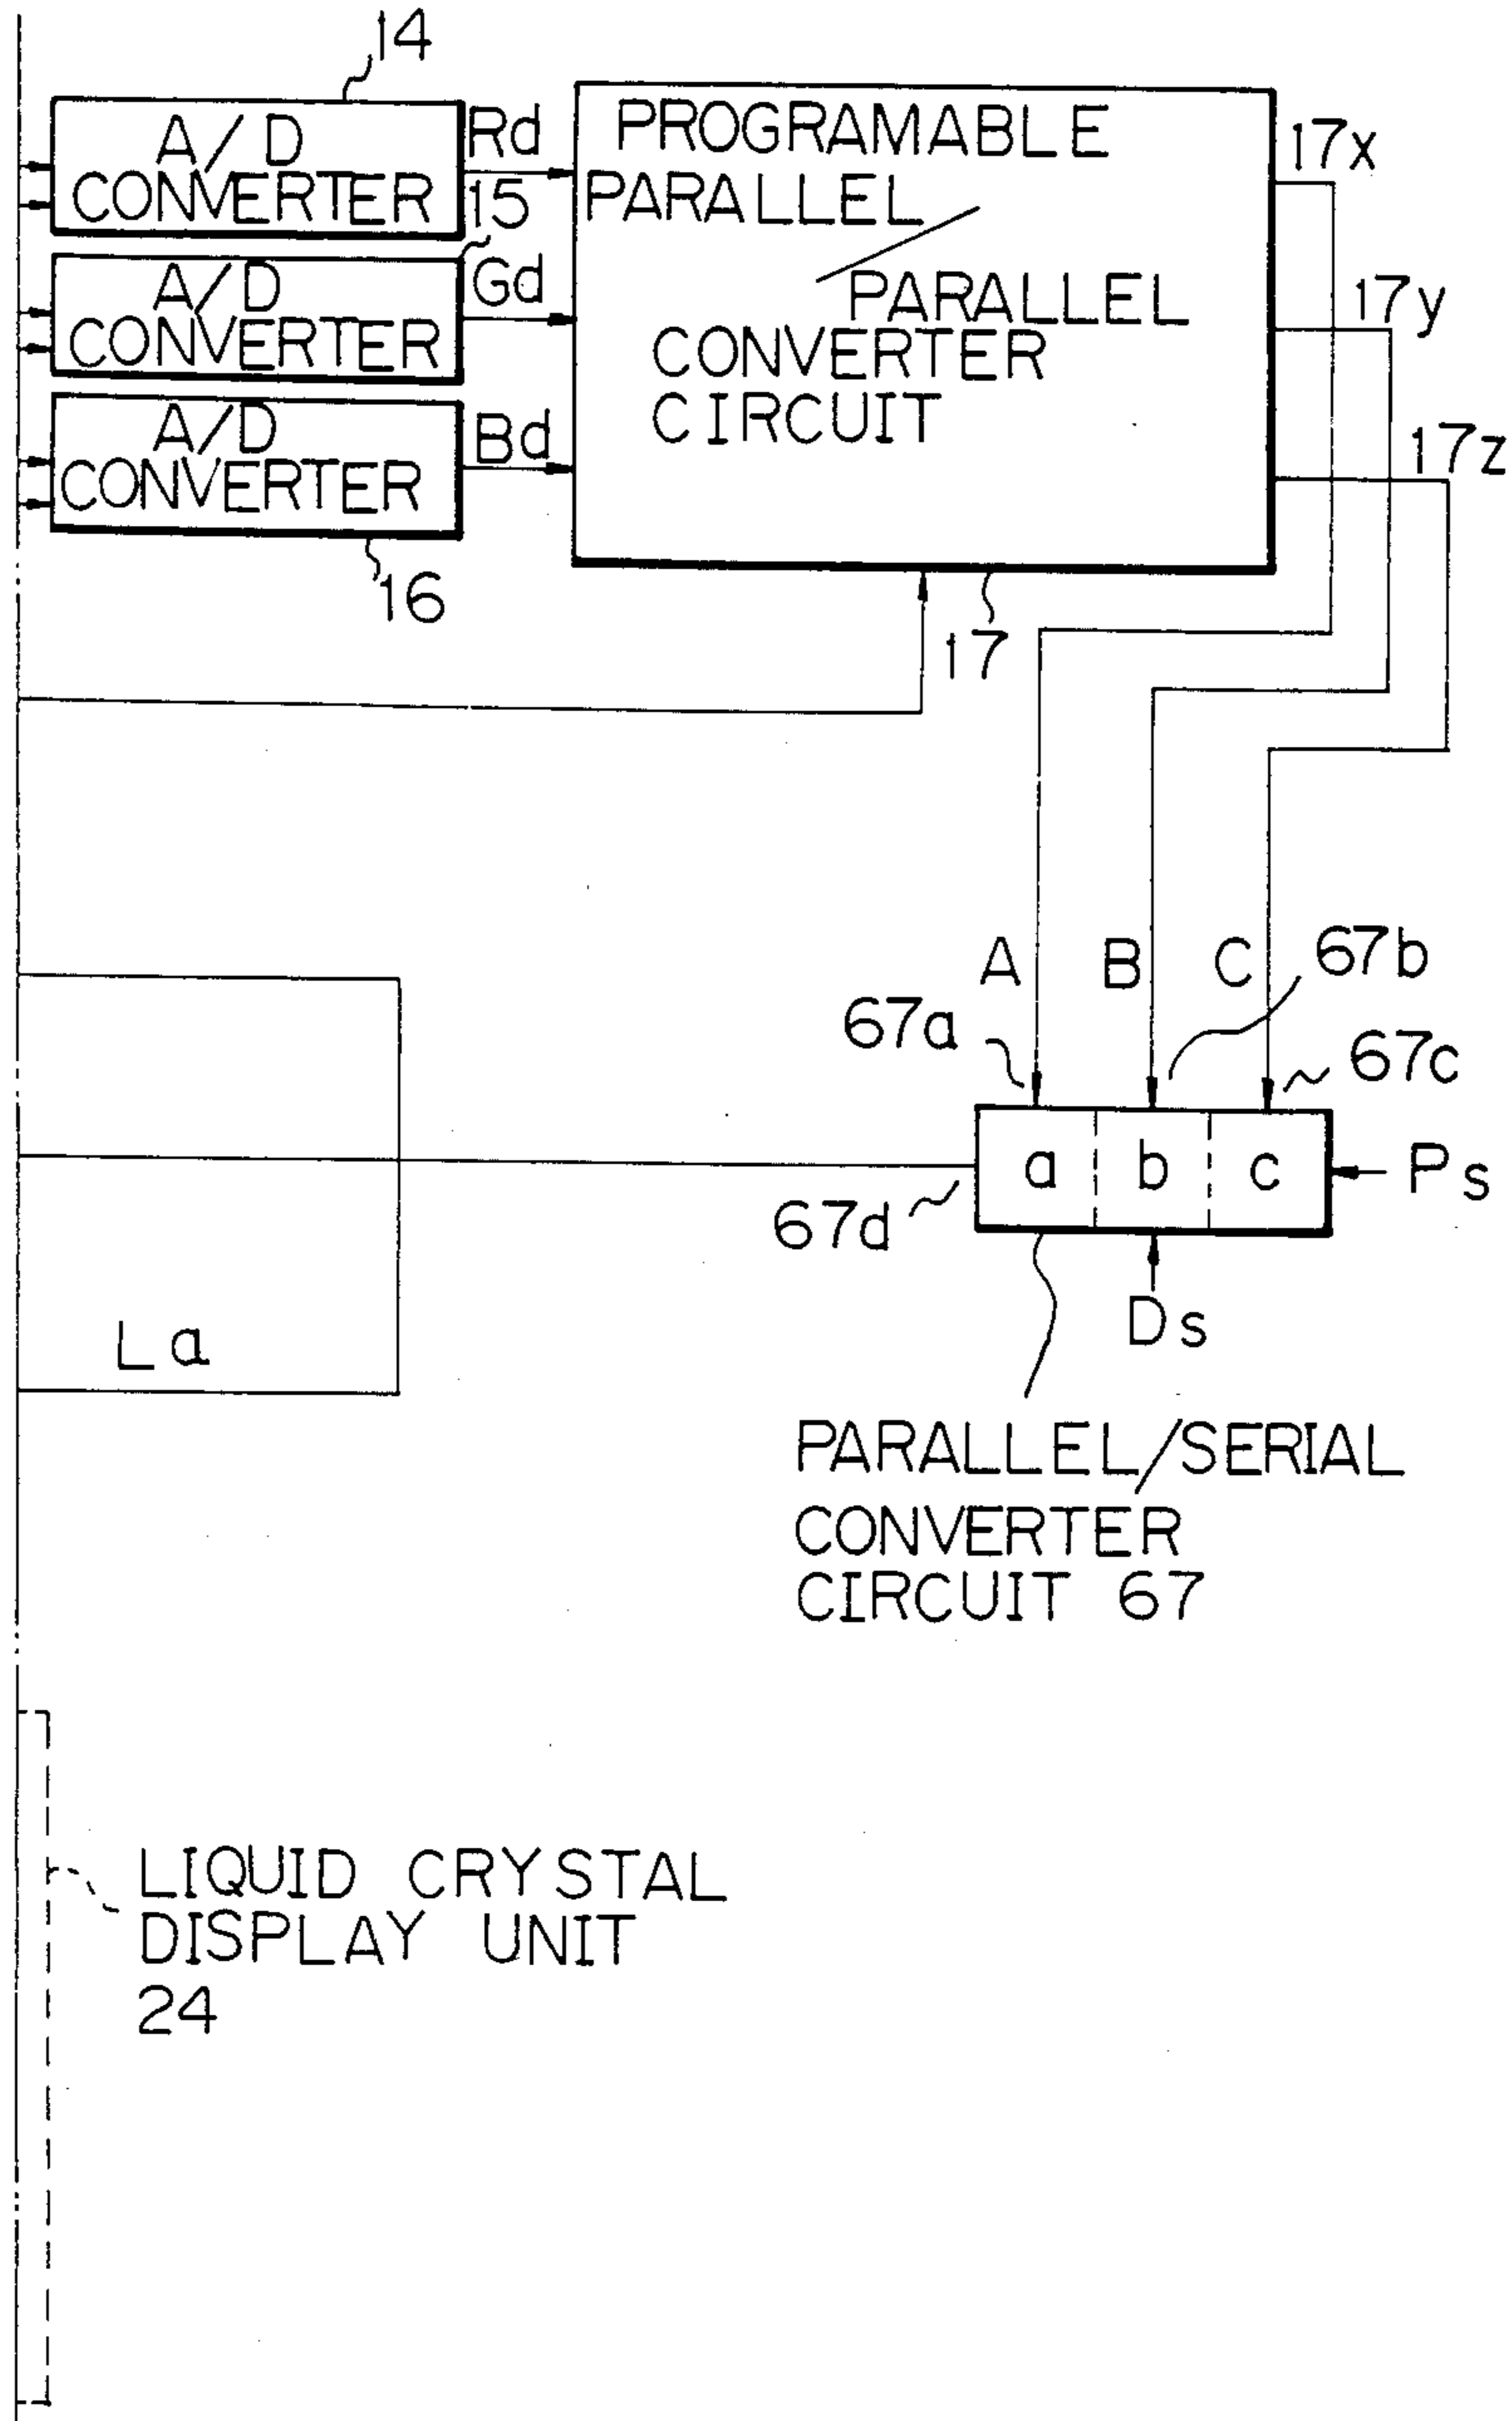 14
A/D
CONVERTER
Rd
PROGRAMABLE
PARALLEL
/
PARALLEL
CONVERTER
CIRCUIT
17x
15
A/D
CONVERTER
Gd
17y
A/D
CONVERTER
Bd
17z
16
17
A
B
C
67b
67a
67c
a
b
c
Ps
67d
Ds
La
PARALLEL/SERIAL
CONVERTER
CIRCUIT 67
LIQUID CRYSTAL
DISPLAY UNIT
24